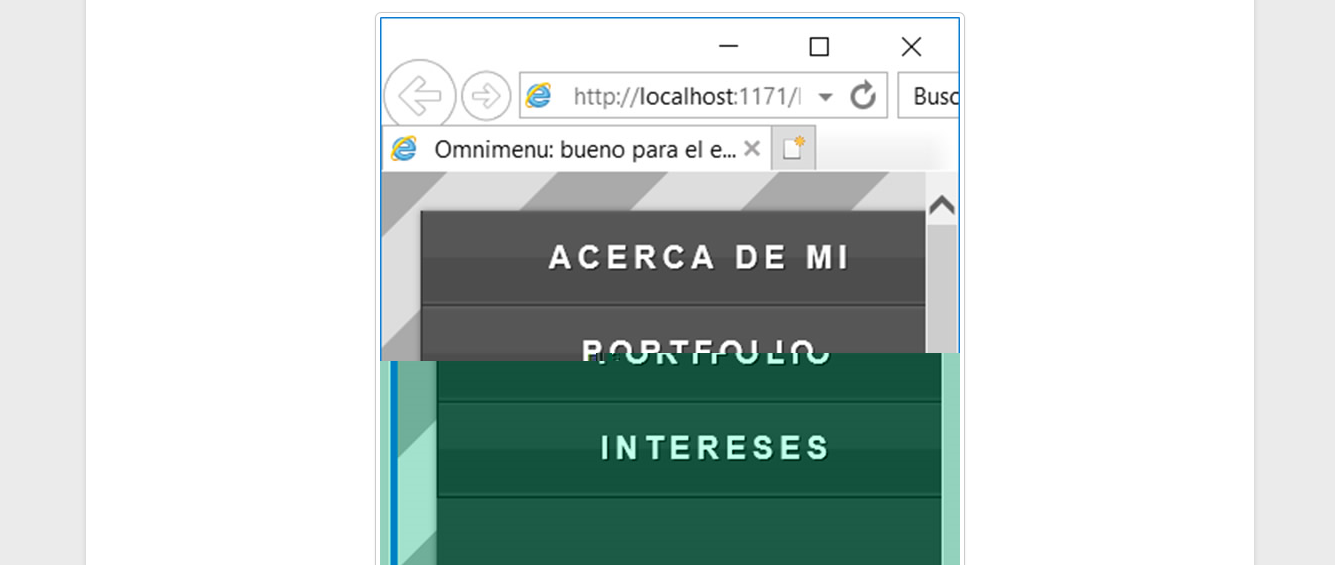 http://localhost:1171/
Busc
Omnimenu: bueno para el e...
ACERCA DE MI
PORTFOLIO
INTERESES